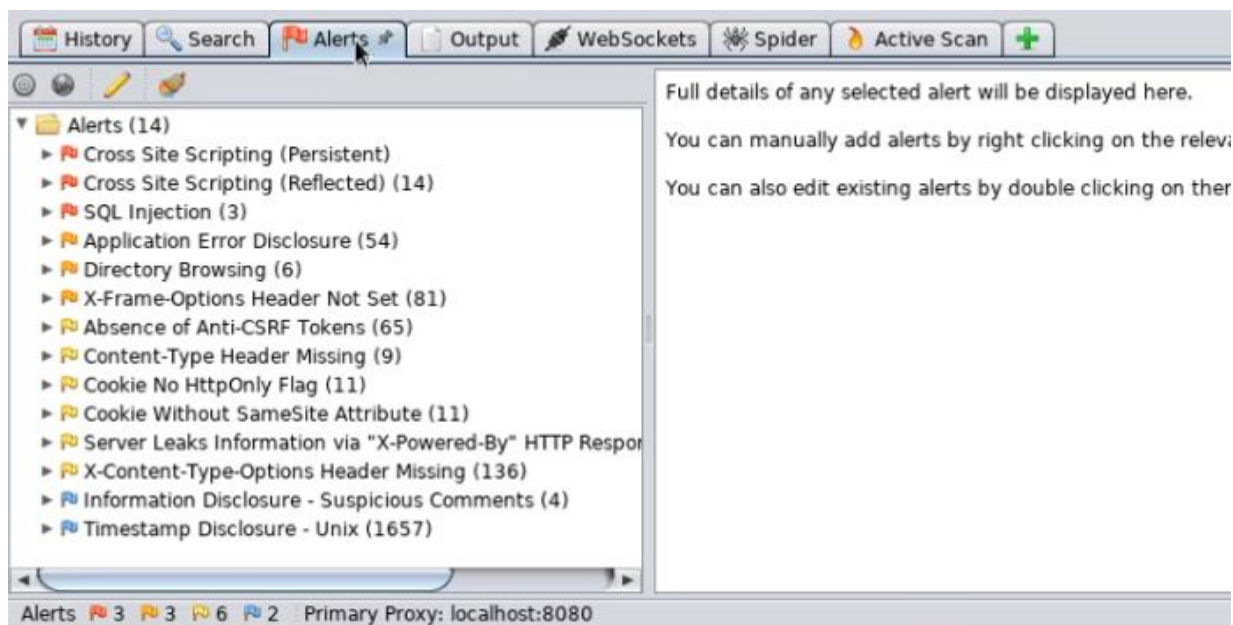 History Search Alerts Output WebSockets Spider Active Scan
Full details of any selected alert will be displayed here.
You can manually add alerts by right clicking on the
You can also edit existing alerts by double clicking on
Alerts (14)
Cross Site Scripting (Persistent)
Cross Site Scripting (Reflected) (14)
SQL Injection (3)
Application Error Disclosure (54)
Directory Browsing (6)
X-Frame-Options Header Not Set (81)
Absence of Anti-CSRF Tokens (65)
Content-Type Header Missing (9)
Cookie No HttpOnly Flag (11)
Cookie Without SameSite Attribute (11)
Server Leaks Information via "X-Powered-By" HTTP Respor
X-Content-Type-Options Header Missing (136)
Information Disclosure - Suspicious Comments (4)
Timestamp Disclosure - Unix (1657)
Alerts 3 3 6 2 Primary Proxy: localhost:8080